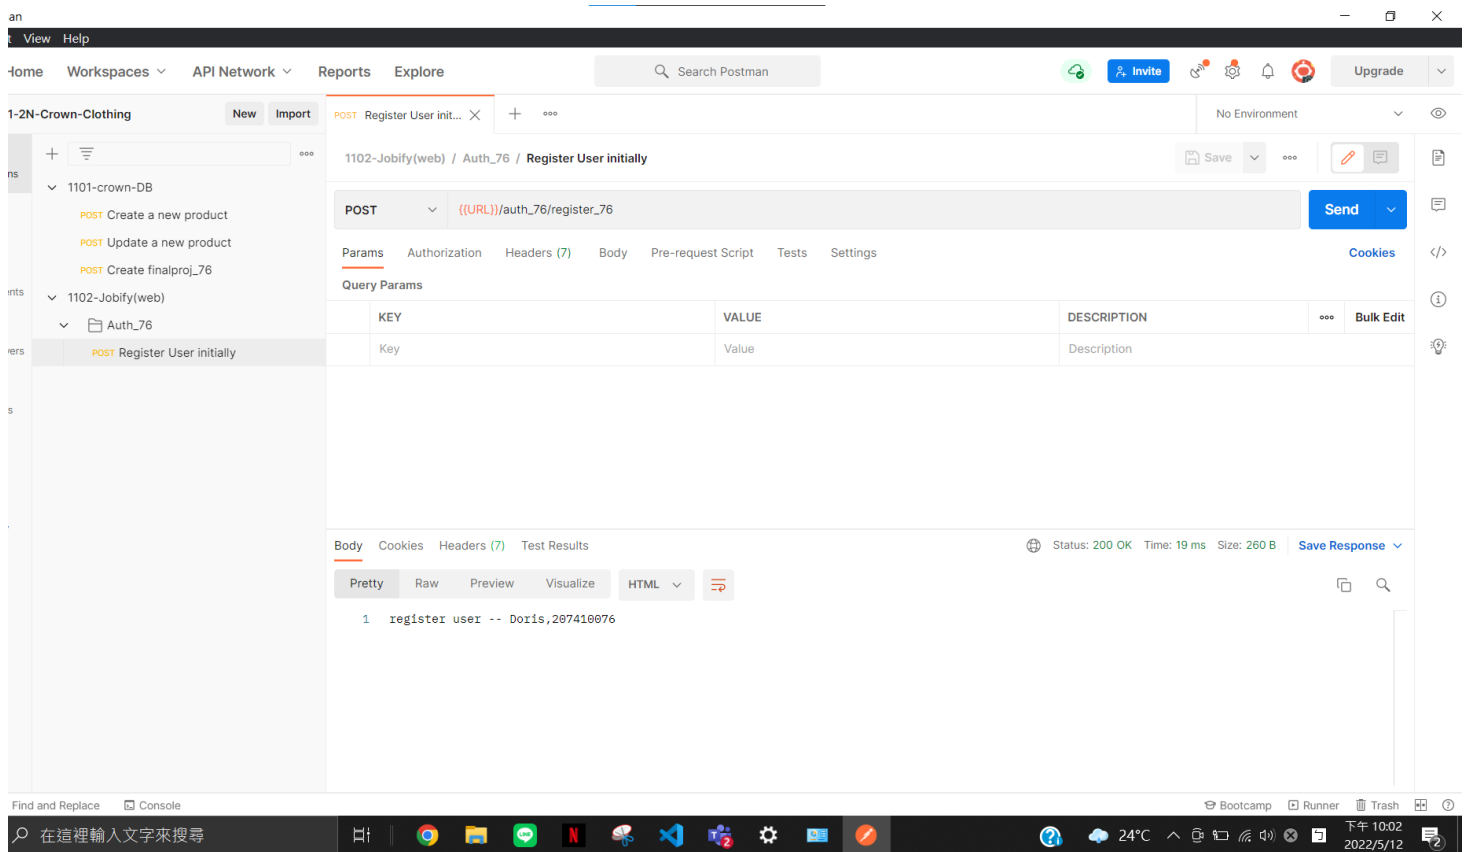 an
t View Help
Home Workspaces API Network Reports Explore Search Postman Invite Upgrade
1-2N-Crown-Clothing New Import POST Register User init... No Environment
1102-Jobify(web) / Auth_76 / Register User initially Save
ns
1101-crown-DB
POST Create a new product
POST Update a new product
POST Create finalproj_76
ents
1102-Jobify(web)
Auth_76
vers
POST Register User initially
s
POST {{URL}}/auth_76/register_76 Send
Params Authorization Headers (7) Body Pre-request Script Tests Settings Cookies
Query Params
KEY VALUE DESCRIPTION Bulk Edit
Key Value Description
Body Cookies Headers (7) Test Results Status: 200 OK Time: 19 ms Size: 260 B Save Response
Pretty Raw Preview Visualize HTML
1 register user -- Doris,207410076
Find and Replace Console Bootcamp Runner Trash
在這裡輸入文字來搜尋 24°C 下午 10:02
2022/5/12
2
2